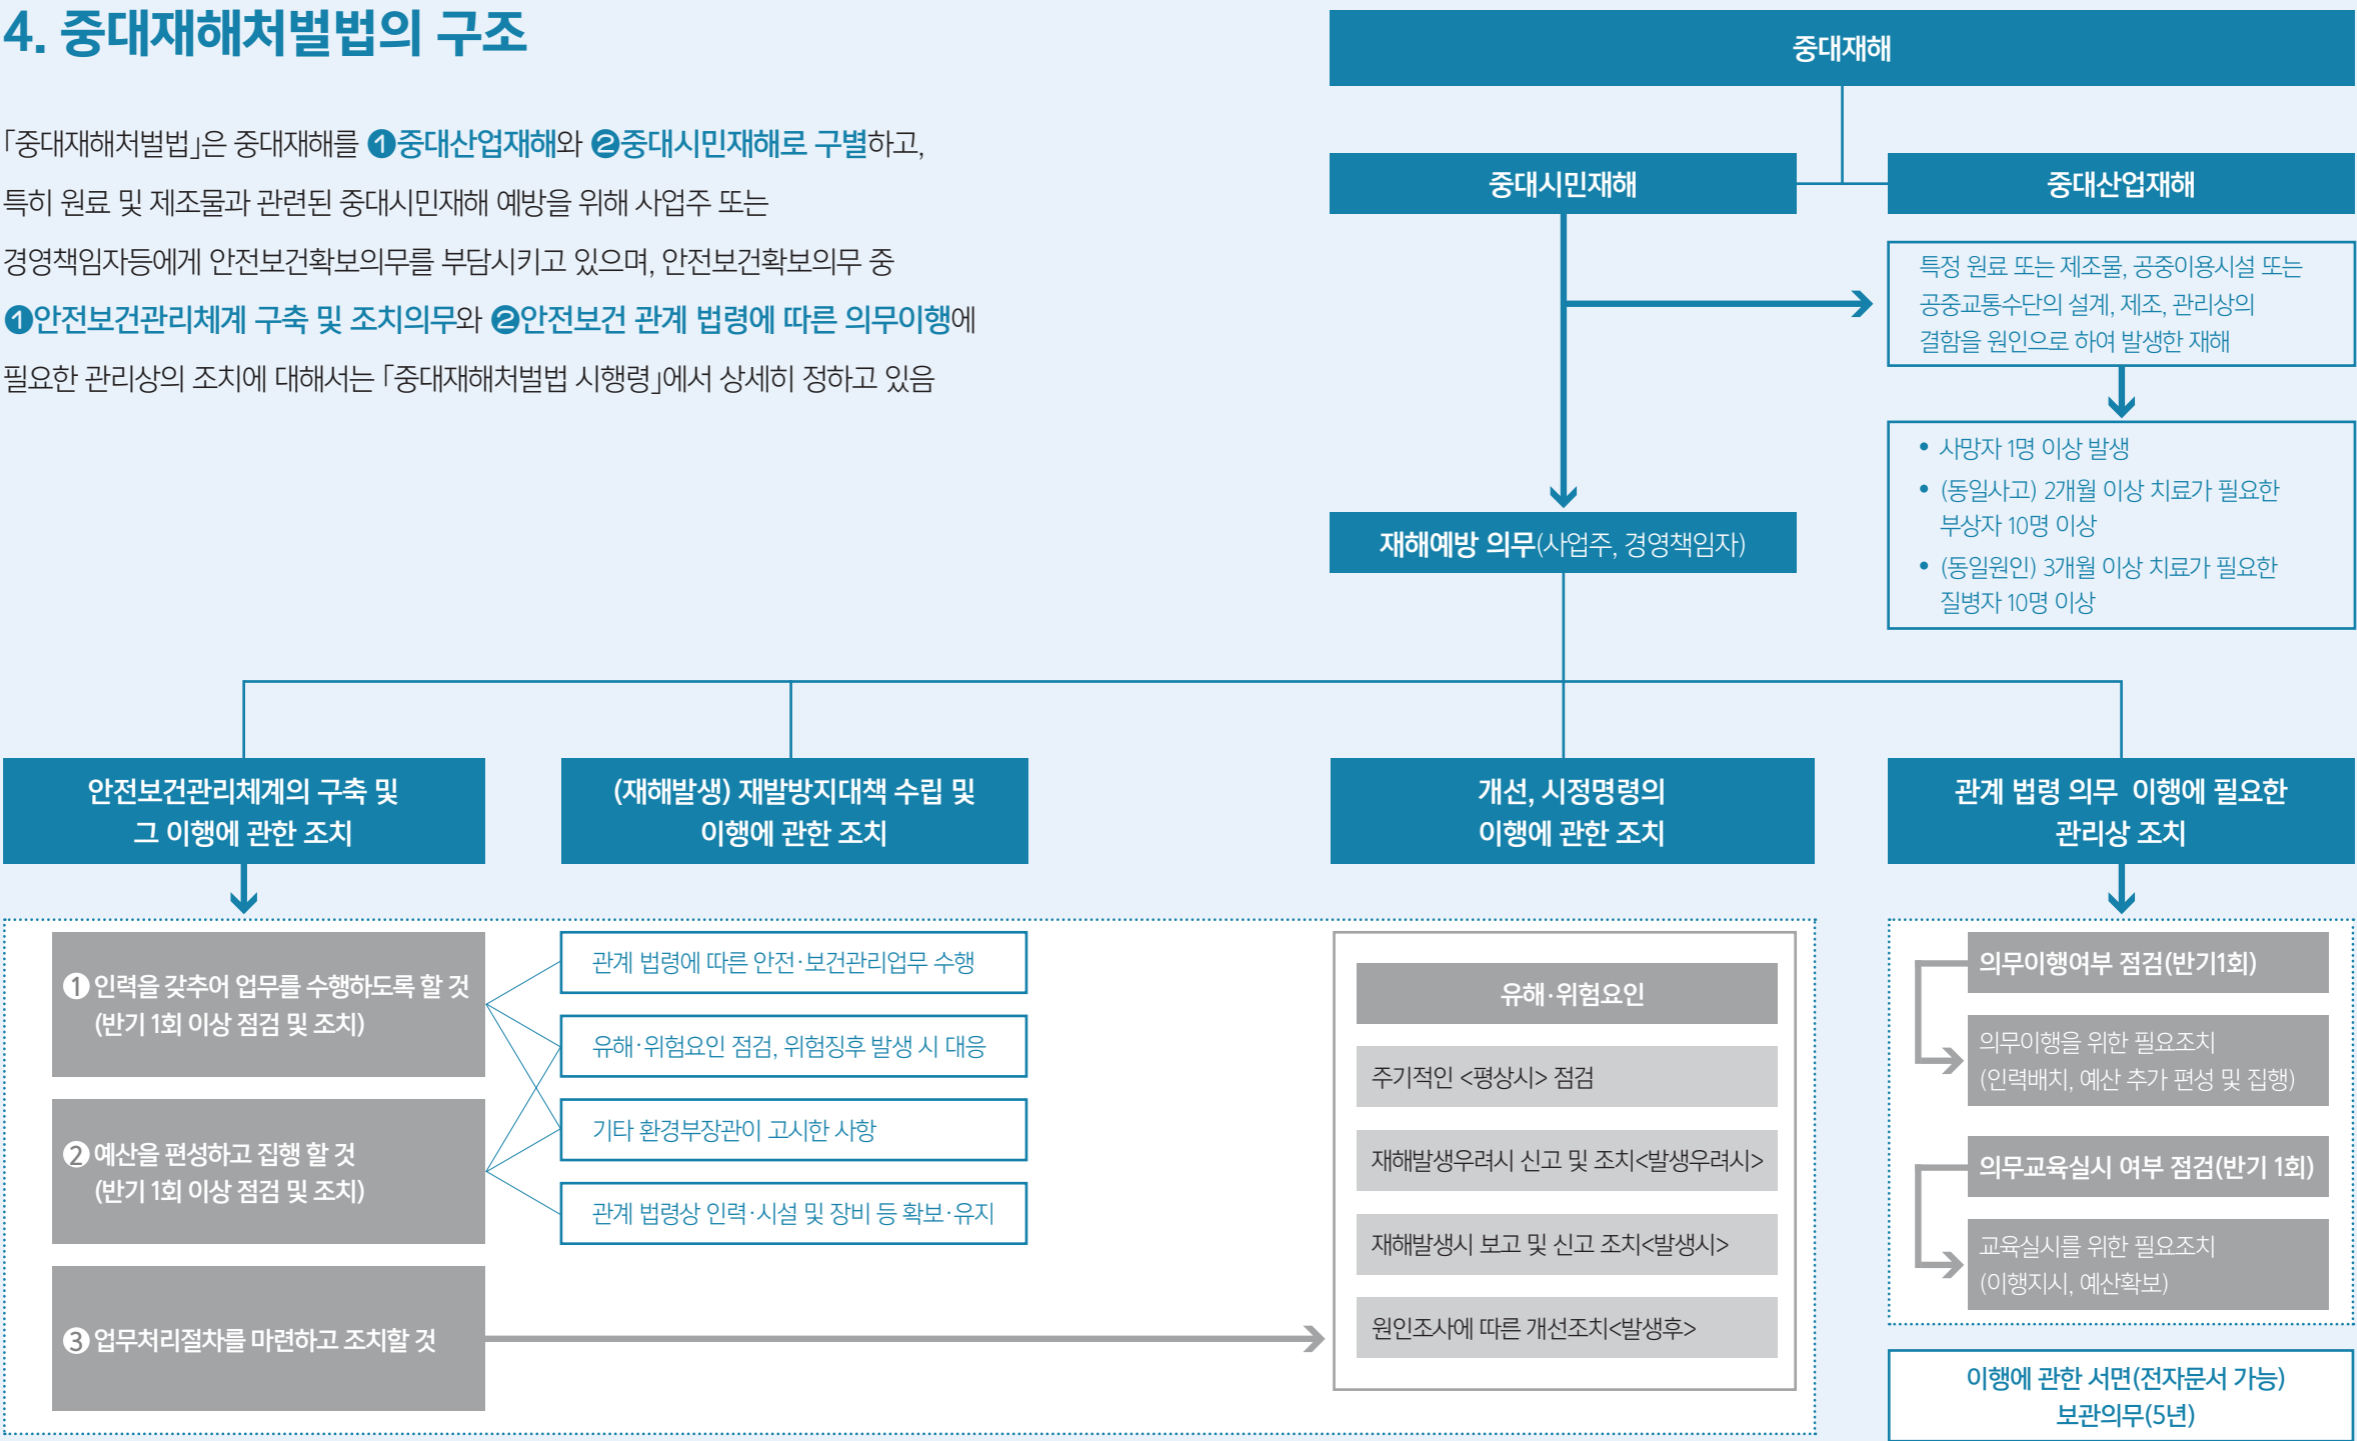 4. 중대재해처벌법의 구조
「중대재해처벌법」은 중대재해를 ❶중대산업재해와 ❷중대시민재해로 구별하고,
특히 원료 및 제조물과 관련된 중대시민재해 예방을 위해 사업주 또는
경영책임자등에게 안전보건확보의무를 부담시키고 있으며, 안전보건확보의무 중
❶안전보건관리체계 구축 및 조치의무와 ❷안전보건 관계 법령에 따른 의무이행에
필요한 관리상의 조치에 대해서는 「중대재해처벌법 시행령」에서 상세히 정하고 있음
중대재해
중대시민재해
중대산업재해
특정 원료 또는 제조물, 공중이용시설 또는
공중교통수단의 설계, 제조, 관리상의
결함을 원인으로 하여 발생한 재해
• 사망자 1명 이상 발생
• (동일사고) 2개월 이상 치료가 필요한
부상자 10명 이상
• (동일원인) 3개월 이상 치료가 필요한
질병자 10명 이상
재해예방 의무(사업주, 경영책임자)
안전보건관리체계의 구축 및
그 이행에 관한 조치
(재해발생) 재발방지대책 수립 및
이행에 관한 조치
개선, 시정명령의
이행에 관한 조치
관계 법령 의무 이행에 필요한
관리상 조치
❶ 인력을 갖추어 업무를 수행하도록 할 것
(반기 1회 이상 점검 및 조치)
❷ 예산을 편성하고 집행 할 것
(반기 1회 이상 점검 및 조치)
❸ 업무처리절차를 마련하고 조치할 것
관계 법령에 따른 안전·보건관리업무 수행
유해·위험요인 점검, 위험징후 발생 시 대응
기타 환경부장관이 고시한 사항
관계 법령상 인력·시설 및 장비 등 확보·유지
유해·위험요인
주기적인 <평상시> 점검
재해발생우려시 신고 및 조치<발생우려시>
재해발생시 보고 및 신고 조치<발생시>
원인조사에 따른 개선조치<발생후>
의무이행여부 점검(반기1회)
의무이행을 위한 필요조치
(인력배치, 예산 추가 편성 및 집행)
의무교육실시 여부 점검(반기 1회)
교육실시를 위한 필요조치
(이행지시, 예산확보)
이행에 관한 서면(전자문서 가능)
보관의무(5년)